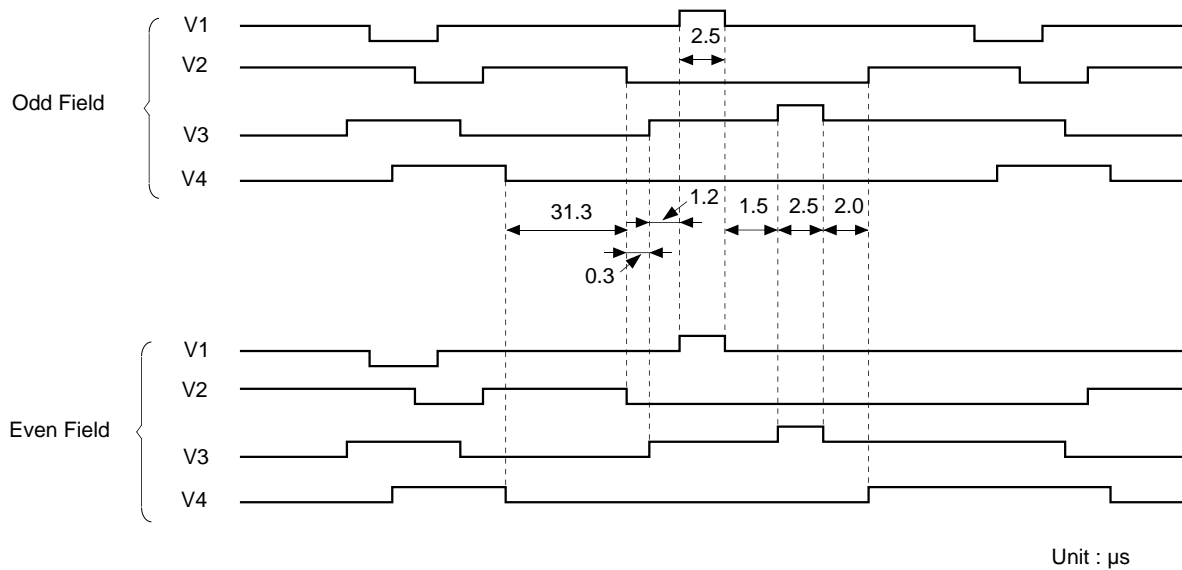 Odd Field
V1
2.5
V2
V3
V4
31.3
1.2
0.3
1.5
2.5
2.0
Even Field
V1
V2
V3
V4
Unit : µs